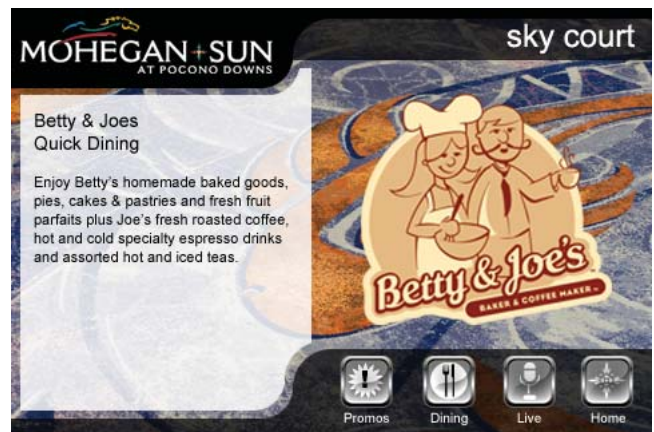 MOHEGAN SUN
AT POCONO DOWNS
sky court
Betty & Joes
Quick Dining
Enjoy Betty's homemade baked goods,
pies, cakes & pastries and fresh fruit
parfaits plus Joe's fresh roasted coffee,
hot and cold specialty espresso drinks
and assorted hot and iced teas.
Betty & Joe's
BAKER & COFFEE MAKER
Promos Dining Live Home